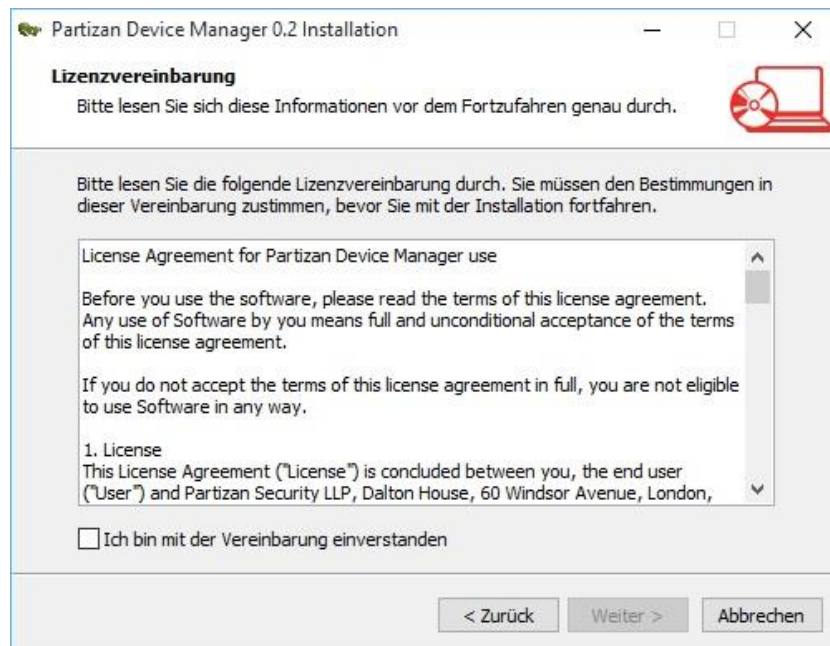 Partizan Device Manager 0.2 Installation
Lizenzvereinbarung
Bitte lesen Sie sich diese Informationen vor dem Fortzufahren genau durch.
Bitte lesen Sie die folgende Lizenzvereinbarung durch. Sie müssen den Bestimmungen in
dieser Vereinbarung zustimmen, bevor Sie mit der Installation fortfahren.
License Agreement for Partizan Device Manager use
Before you use the software, please read the terms of this license agreement.
Any use of Software by you means full and unconditional acceptance of the terms
of this license agreement.
If you do not accept the terms of this license agreement in full, you are not eligible
to use Software in any way.
1. License
This License Agreement ("License") is concluded between you, the end user
("User") and Partizan Security LLP, Dalton House, 60 Windsor Avenue, London,
Ich bin mit der Vereinbarung einverstanden
< Zurück Weiter > Abbrechen